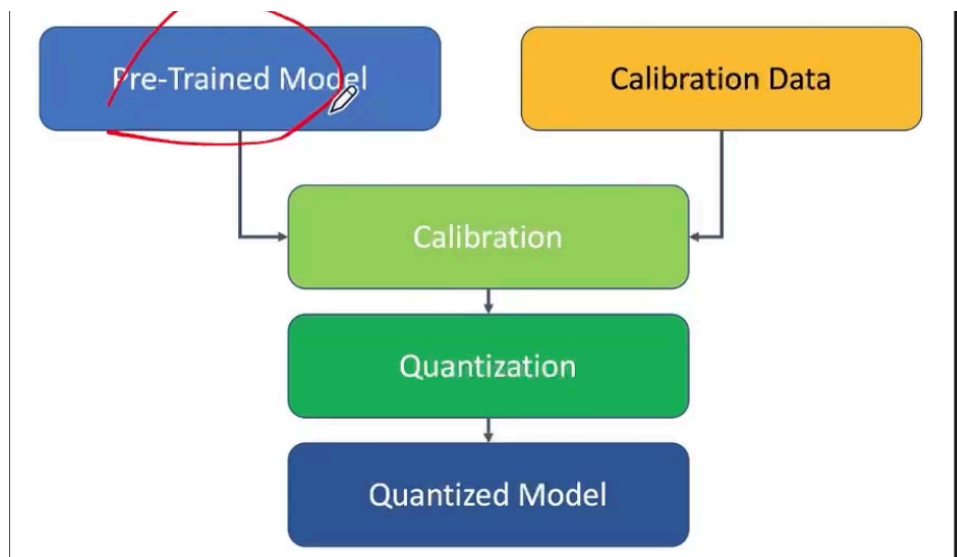 Pre-Trained Model
Calibration Data
Calibration
Quantization
Quantized Model